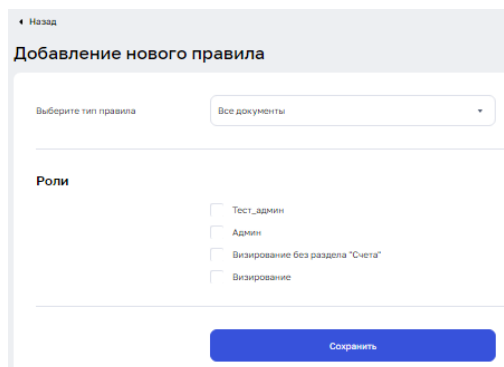 Назад
Добавление нового правила
Выберите тип правила
Все документы
Роли
Тест_админ
Админ
Визирование без раздела "Счета"
Визирование
Сохранить